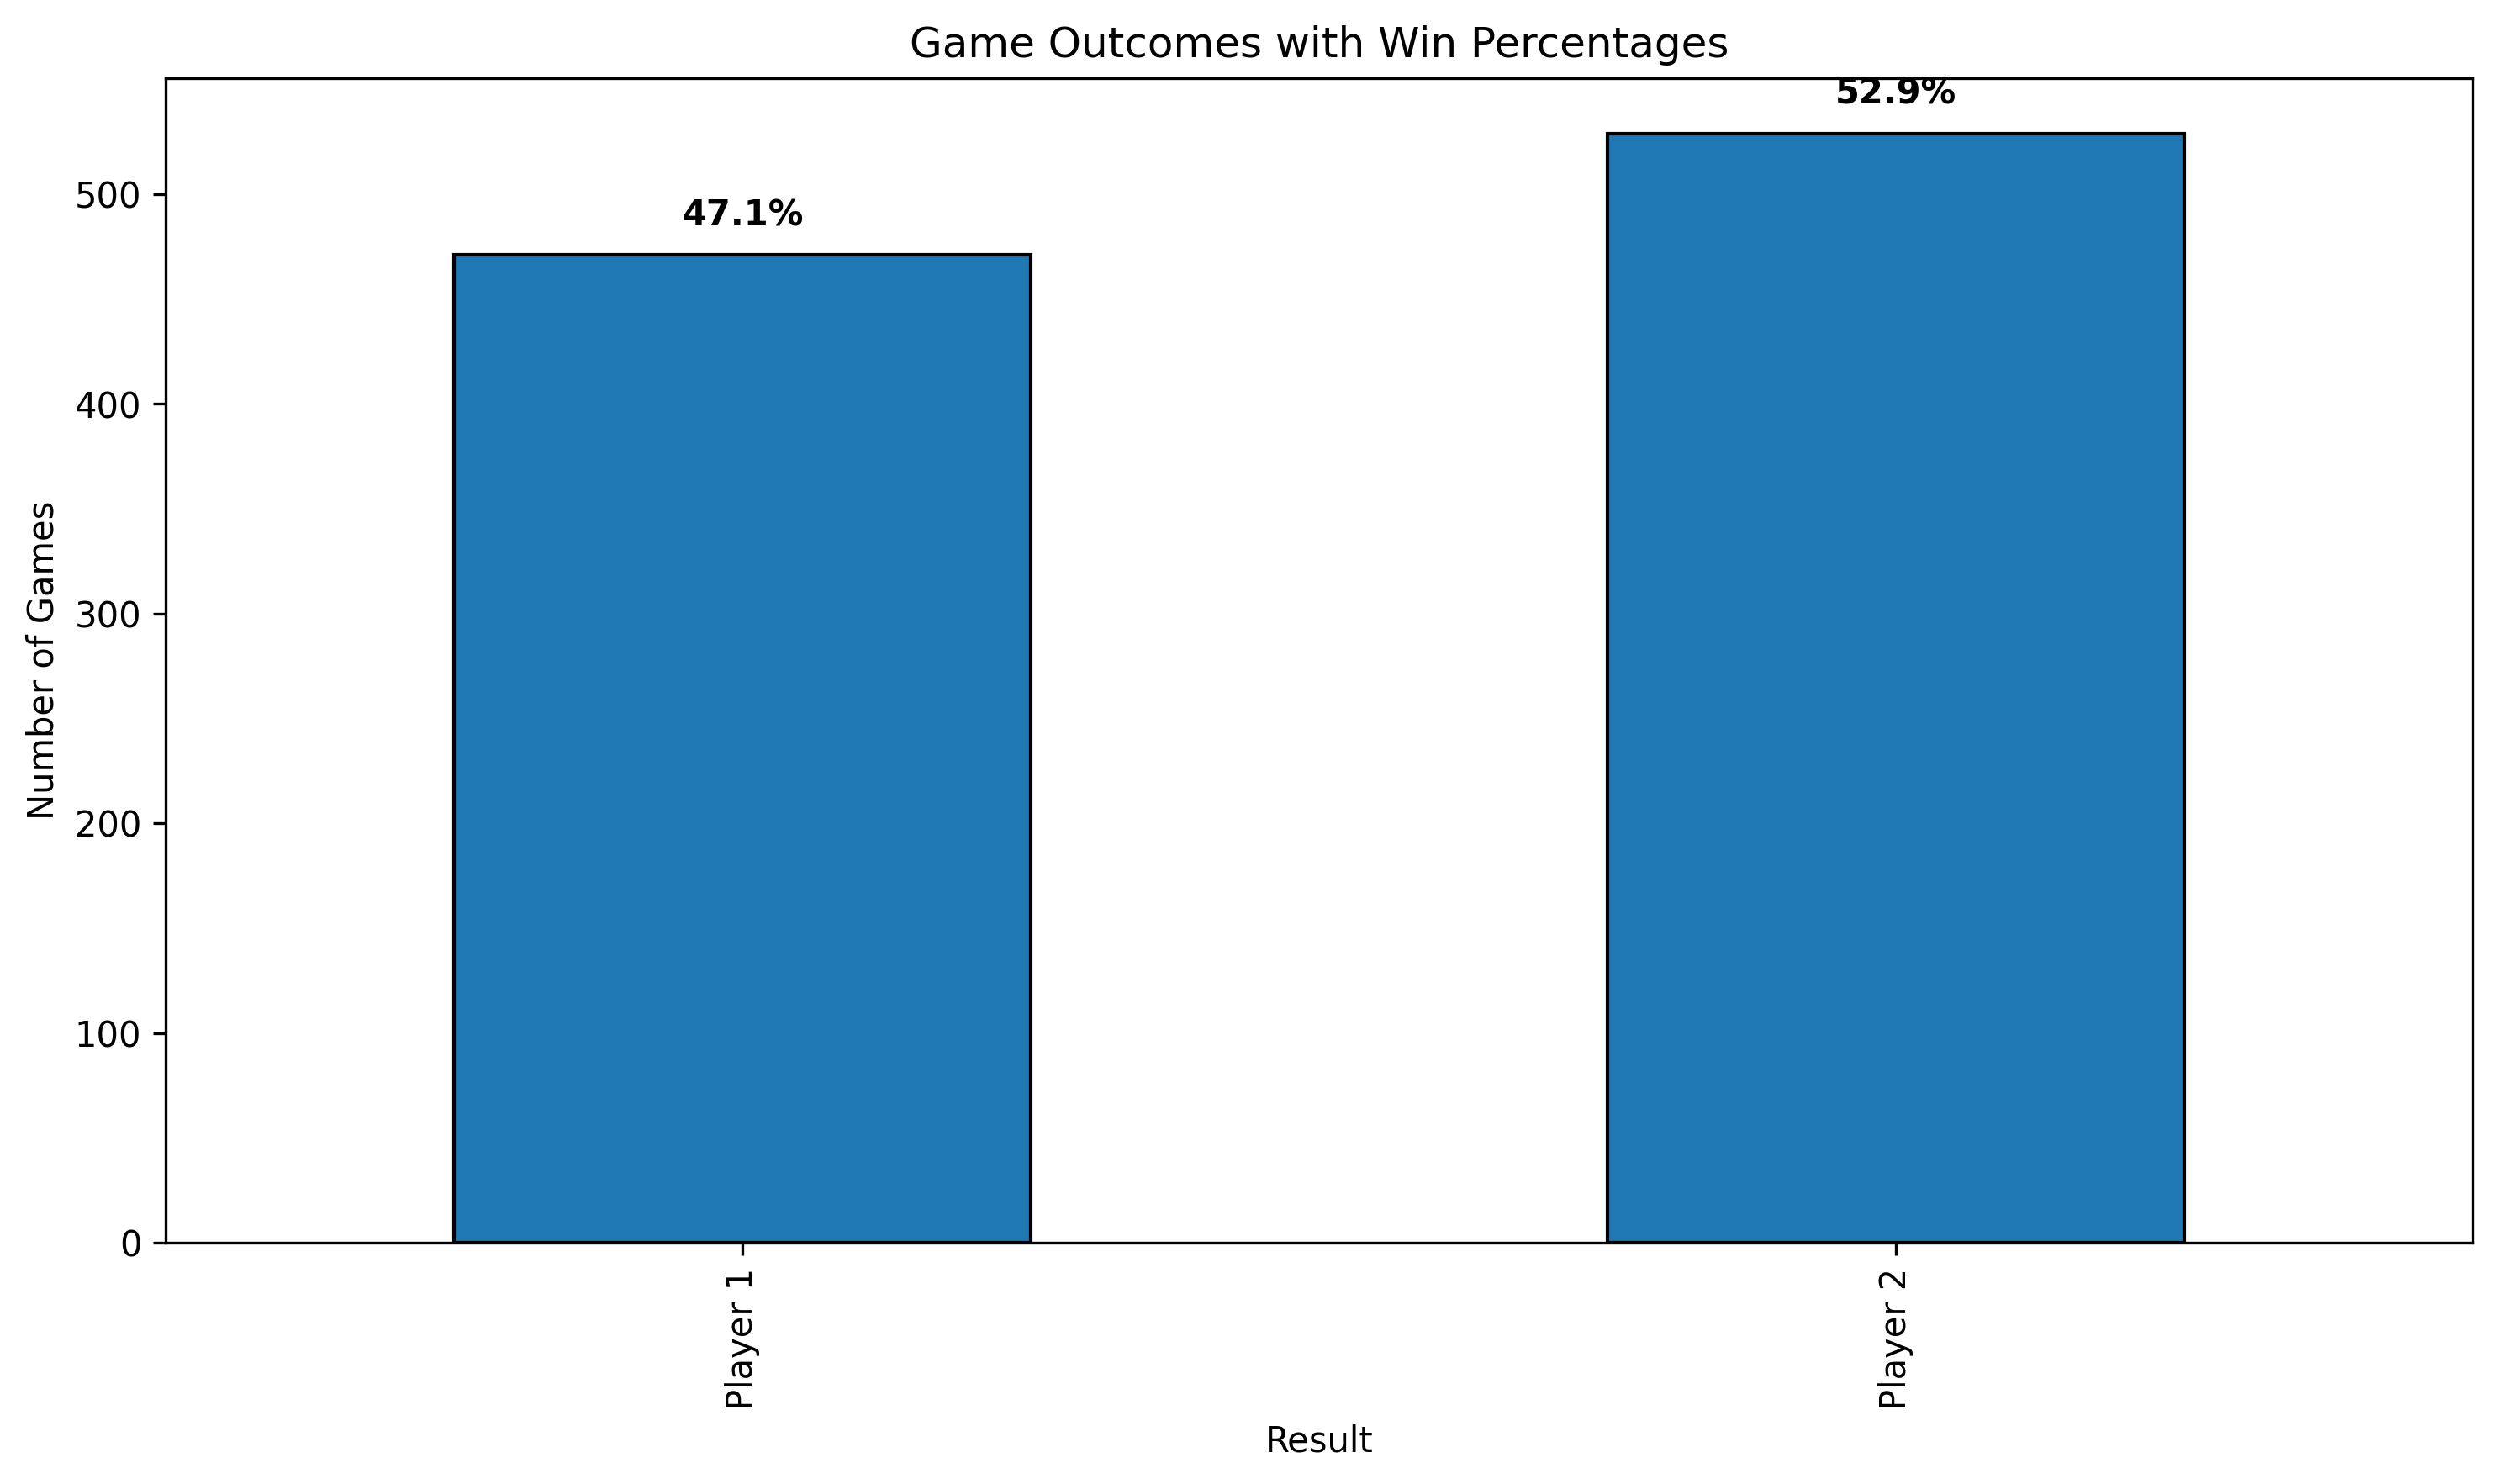 Game Outcomes with Win Percentages
52.9%
47.1%
500
400
300
200
100
0
Number of Games
Player 1
Player 2
Result